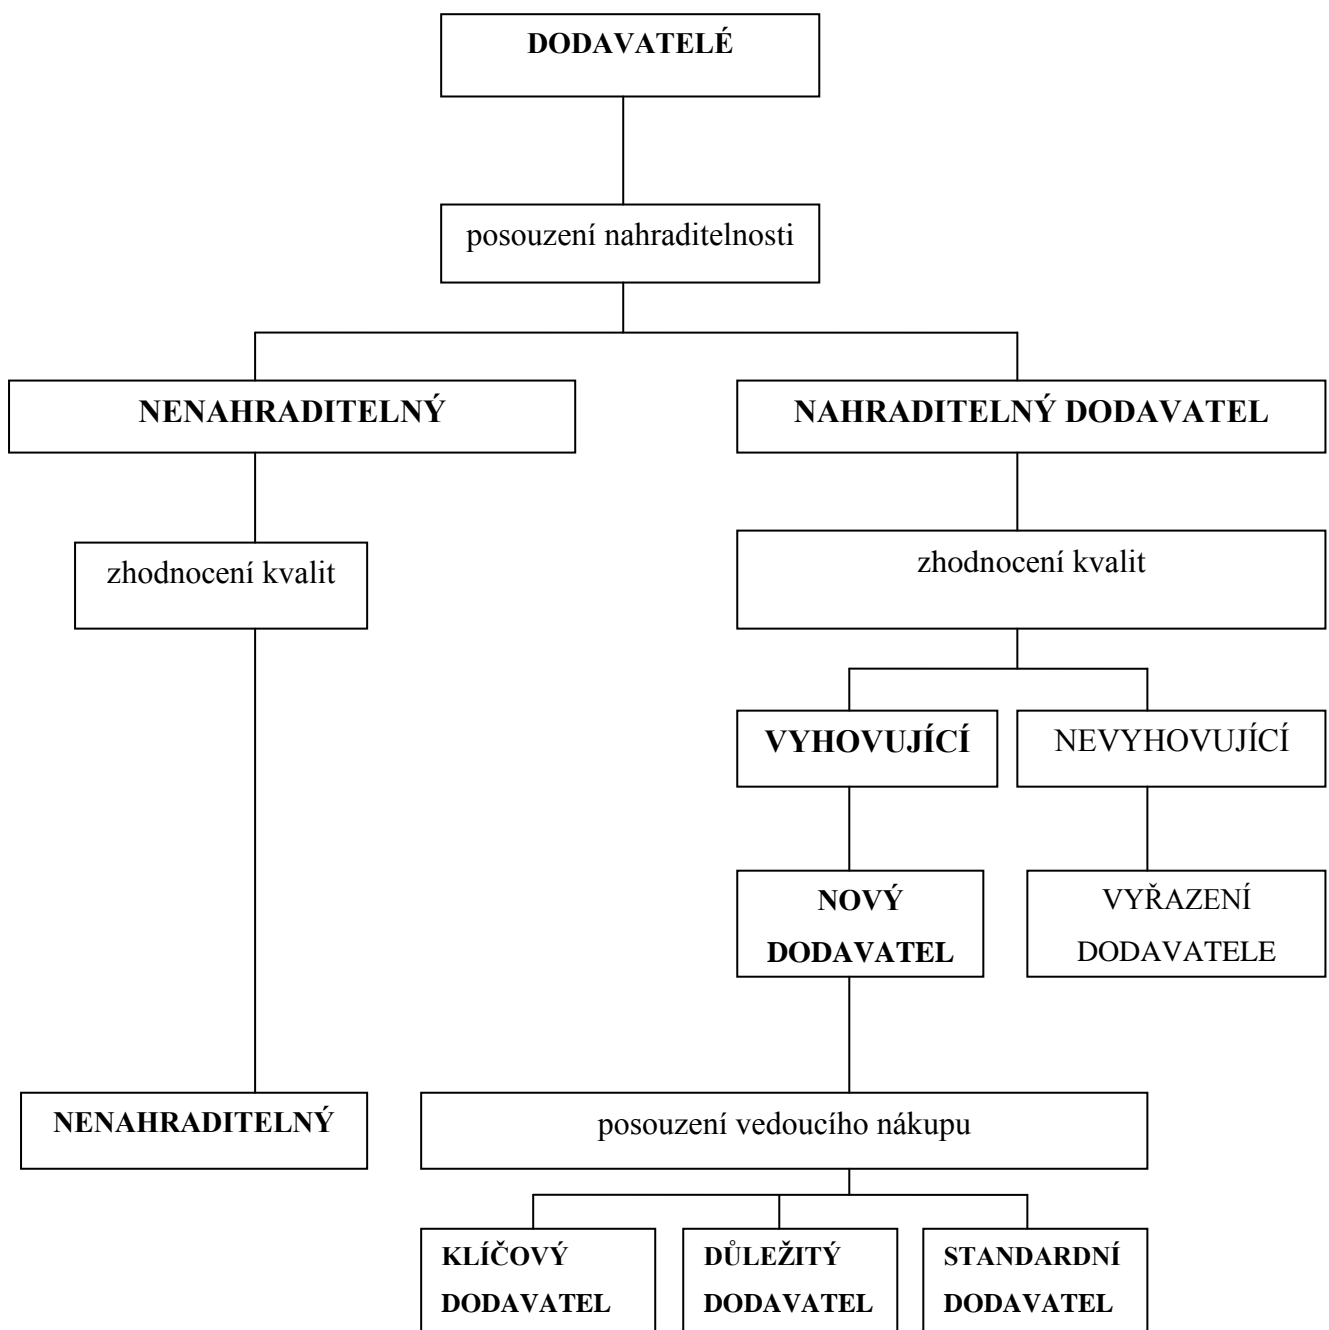 DODAVATELÉ
posouzení nahraditelnosti
NENAHRADITELNÝ
NAHRADITELNÝ DODAVATEL
zhodnocení kvalit
zhodnocení kvalit
VYHOVUJÍCÍ
NEVYHOVUJÍCÍ
NOVÝ
DODAVATEL
VYŘAZENÍ
DODAVATELE
NENAHRADITELNÝ
posouzení vedoucího nákupu
KLÍČOVÝ
DODAVATEL
DŮLEŽITÝ
DODAVATEL
STANDARDNÍ
DODAVATEL